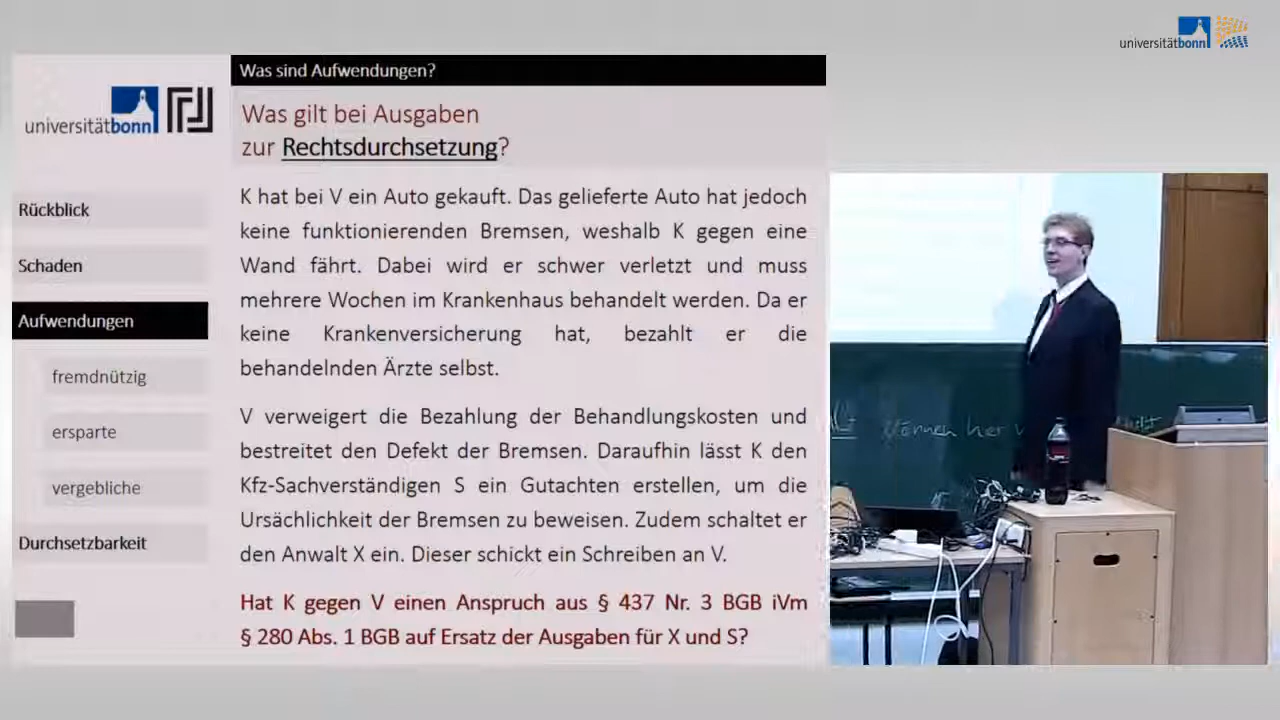 universitätbonn
Was sind Aufwendungen?
universitätbonn
Was gilt bei Ausgaben
zur Rechtsdurchsetzung?
Rückblick
Schaden
Aufwendungen
fremdnützig
ersparte
vergebliche
Durchsetzbarkeit
K hat bei V ein Auto gekauft. Das gelieferte Auto hat jedoch
keine funktionierenden Bremsen, weshalb K gegen eine
Wand fährt. Dabei wird er schwer verletzt und muss
mehrere Wochen im Krankenhaus behandelt werden. Da er
keine Krankenversicherung hat, bezahlt er die
behandelnden Ärzte selbst.
V verweigert die Bezahlung der Behandlungskosten und
bestreitet den Defekt der Bremsen. Daraufhin lässt K den
Kfz-Sachverständigen S ein Gutachten erstellen, um die
Ursächlichkeit der Bremsen zu beweisen. Zudem schaltet er
den Anwalt X ein. Dieser schickt ein Schreiben an V.
Hat K gegen V einen Anspruch aus § 437 Nr. 3 BGB iVm
§ 280 Abs. 1 BGB auf Ersatz der Ausgaben für X und S?
hier